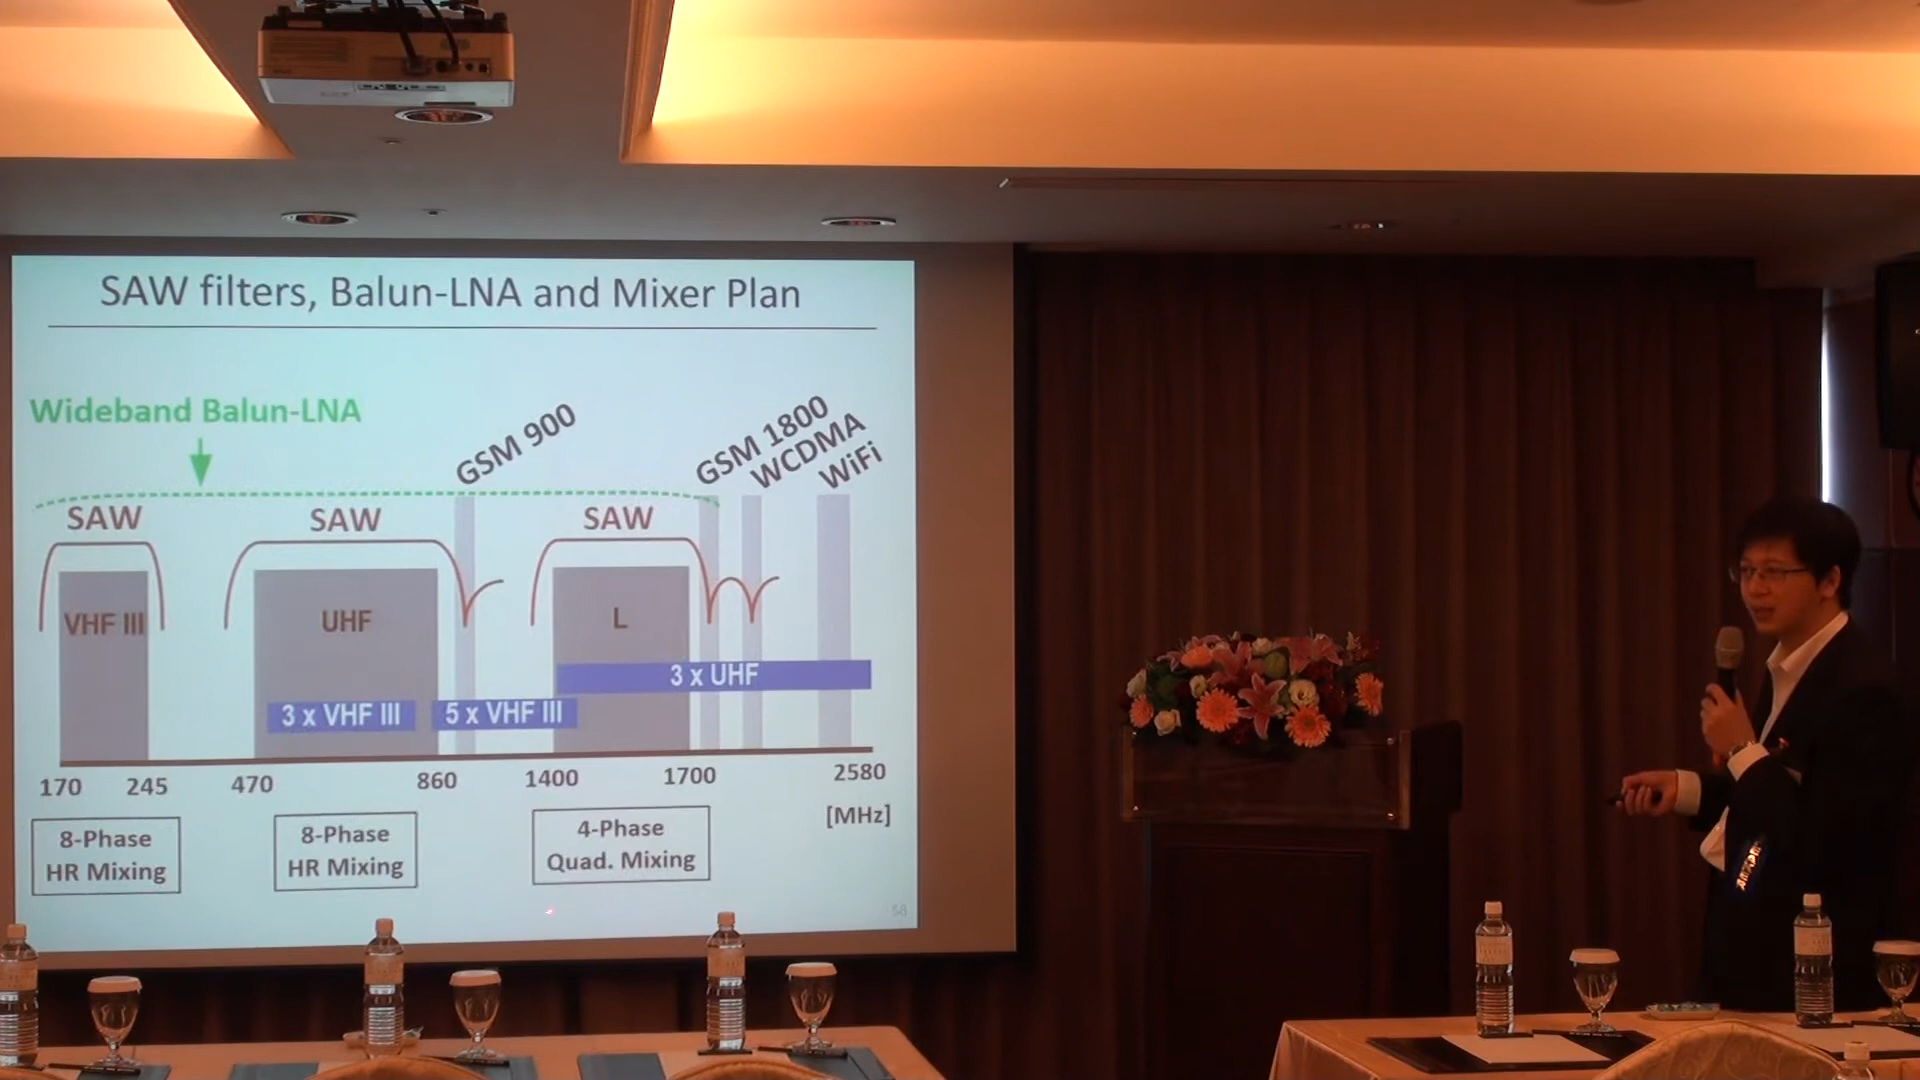 SAW filters, Balun-LNA and Mixer Plan
Wideband Balun-LNA
GSM 900
GSM 1800
WCDMA
WiFi
SAW
SAW
SAW
VHF III
UHF
L
3 x UHF
3 x VHF III
5 x VHF III
170
245
470
860
1400
1700
2580
[MHz]
8-Phase
HR Mixing
8-Phase
HR Mixing
4-Phase
Quad. Mixing
58